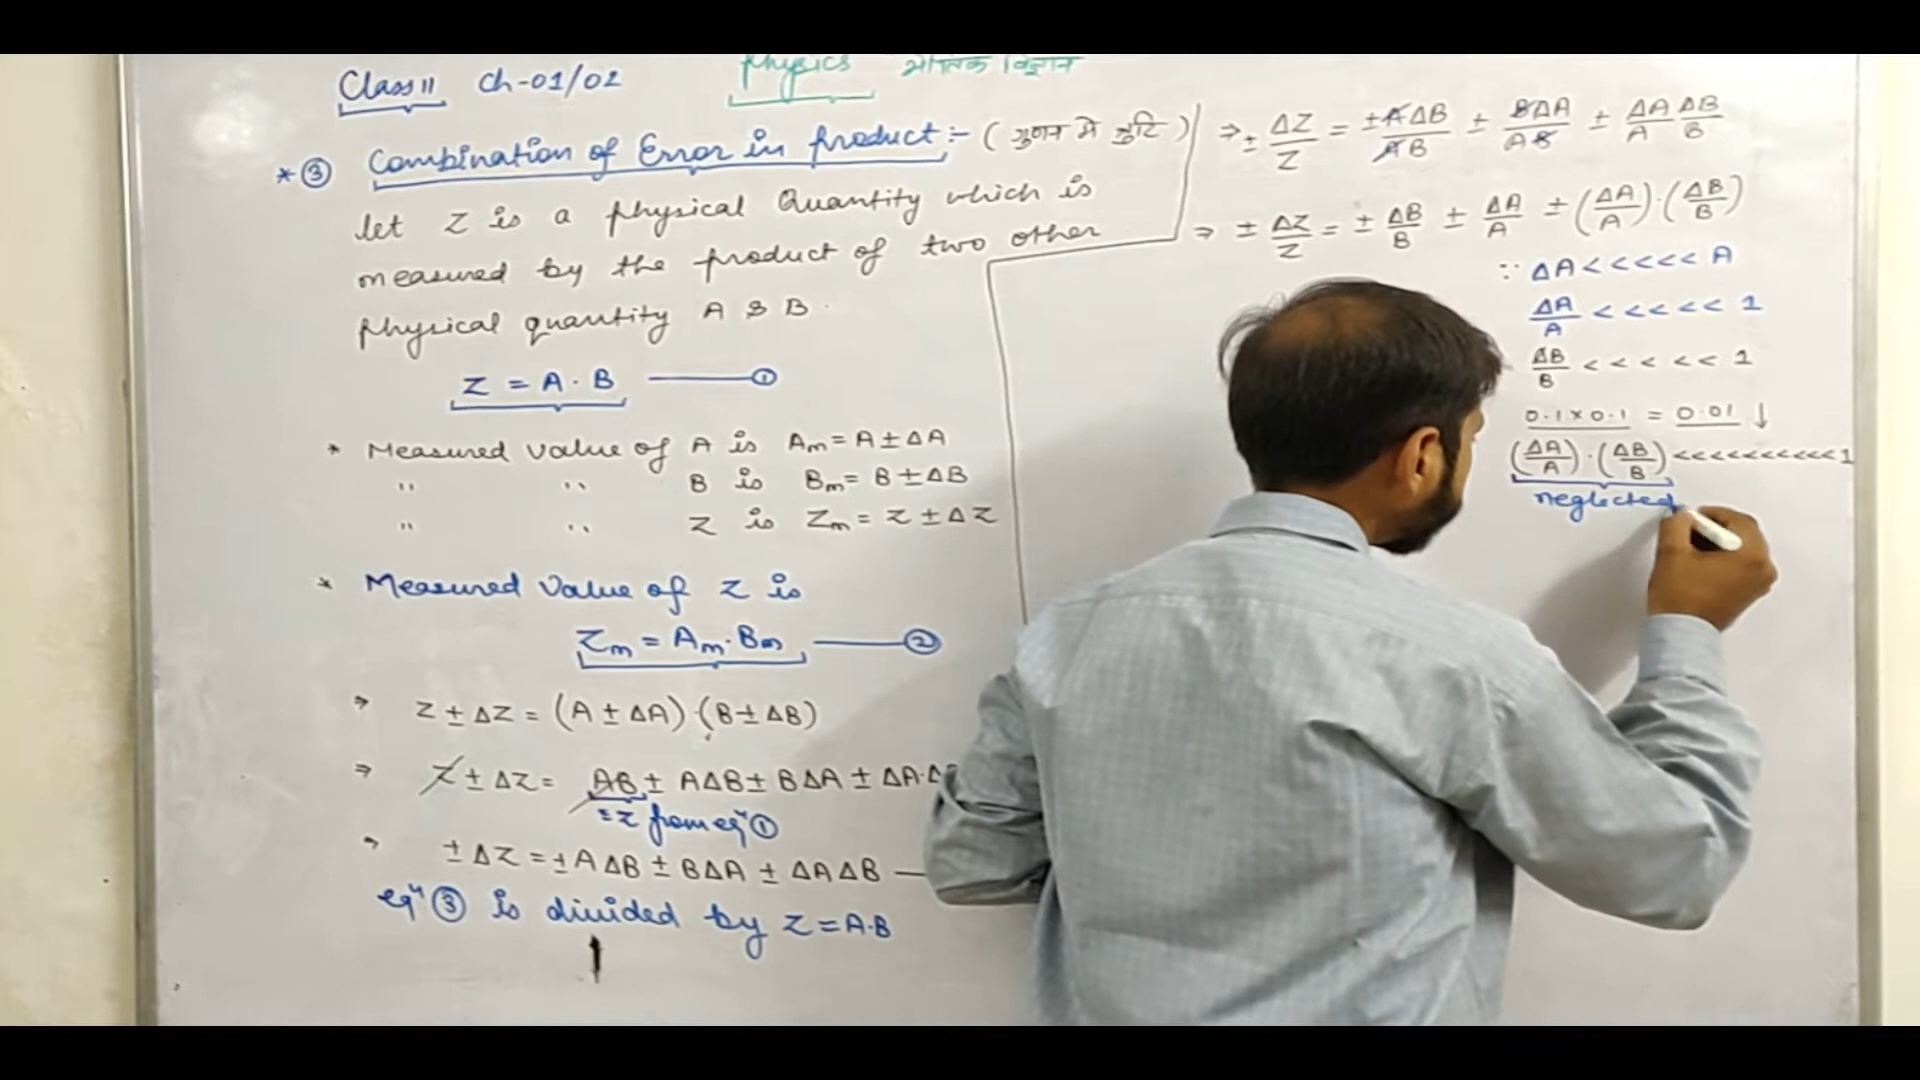 Class 11 Ch-01/02 Physics भौतिक विज्ञान
*③ Combination of Error in product :- ( गुणन में त्रुटि )
let Z is a physical Quantity which is
measured by the product of two other
physical quantity A & B.
Z = A · B ——— ①
* Measured value of A is Am = A ± ΔA
" " B is Bm = B ± ΔB
" " Z is Zm = Z ± ΔZ
* Measured Value of Z is
Zm = Am · Bm ——— ②
⇒ Z ± ΔZ = (A ± ΔA) · (B ± ΔB)
⇒ Z ± ΔZ = AB ± AΔB ± BΔA ± ΔA·Δ
= Z from eqⁿ ①
⇒ ± ΔZ = ± AΔB ± BΔA ± ΔAΔB —
eqⁿ ③ is divided by Z = A·B
⇒ ± ΔZ/Z = ± AΔB/AB ± BΔA/AB ± ΔA/A ΔB/B
⇒ ± ΔZ/Z = ± ΔB/B ± ΔA/A ± (ΔA/A) · (ΔB/B)
∵ ΔA <<<<< A
ΔA/A <<<<< 1
ΔB/B <<<<< 1
0.1 × 0.1 = 0.01 ↓
(ΔA/A) · (ΔB/B) <<<<<<<<<< 1
neglected